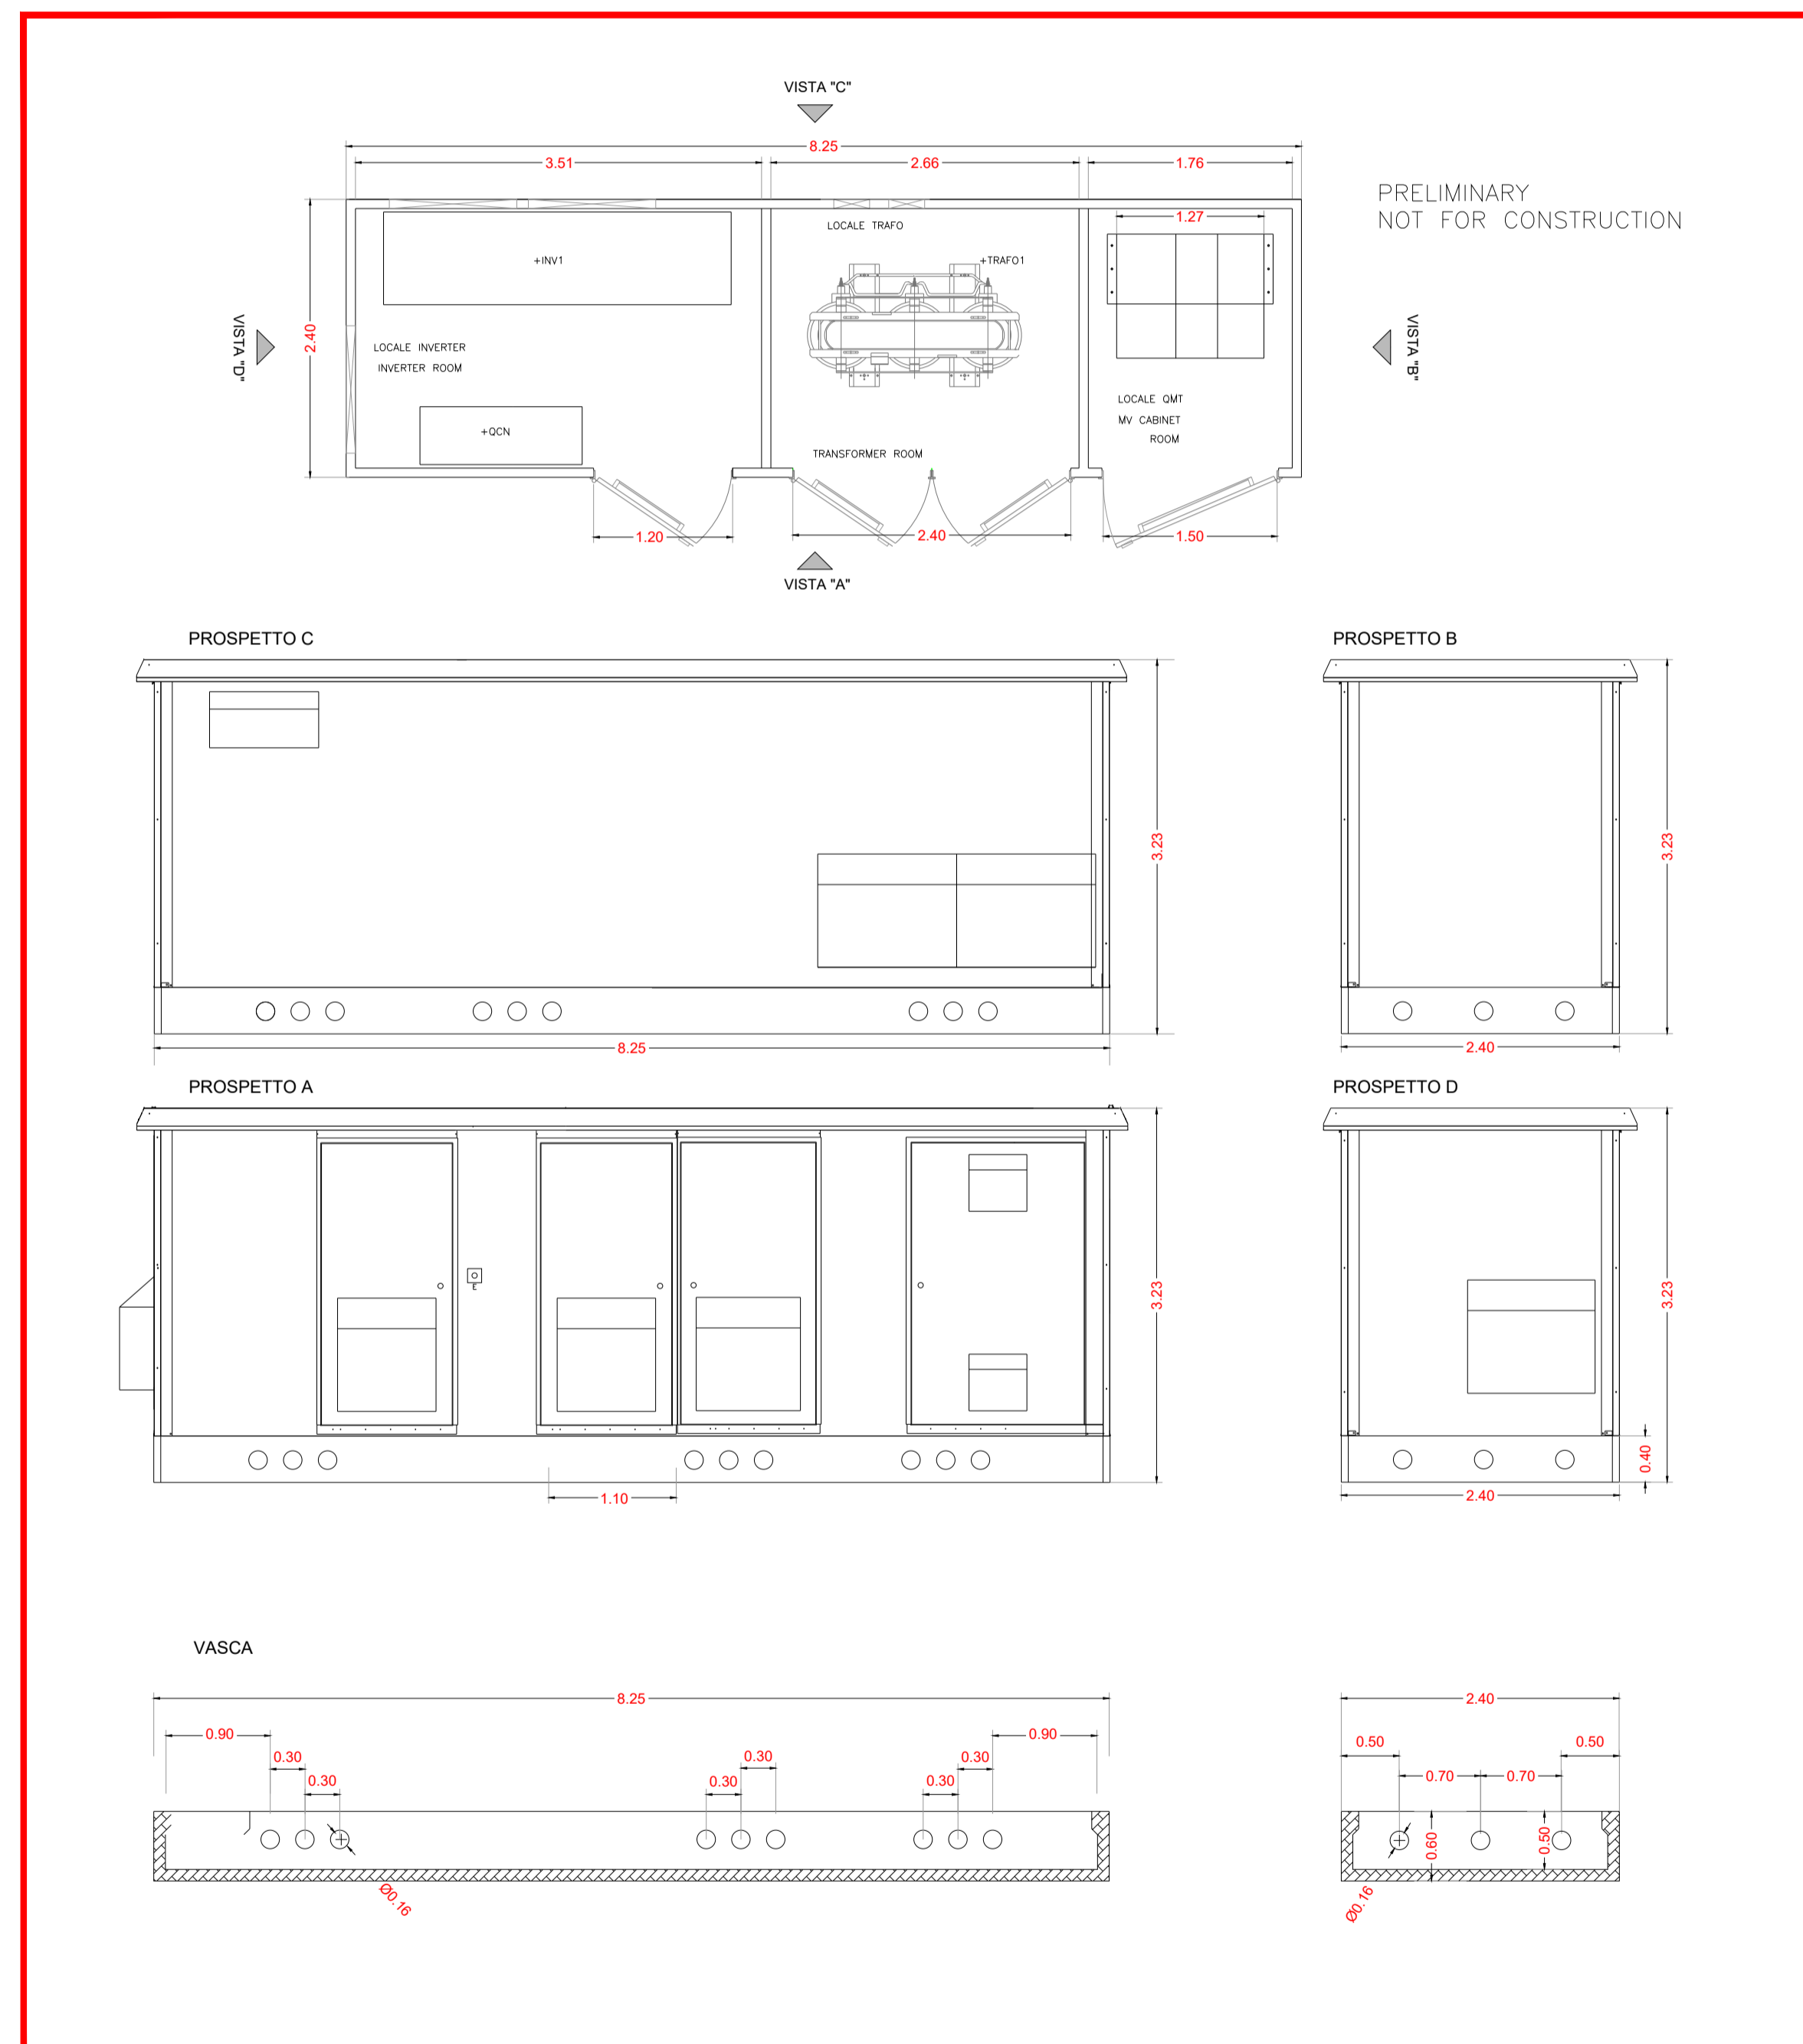 VISTA "C"
8.25
3.51
2.66
1.76
PRELIMINARY
NOT FOR CONSTRUCTION
1.27
LOCALE TRAFO
+INV1
+TRAFO1
VISTA "D"
2.40
LOCALE INVERTER
INVERTER ROOM
VISTA "B"
LOCALE QMT
MV CABINET
ROOM
+QCN
TRANSFORMER ROOM
1.20
2.40
1.50
VISTA "A"
PROSPETTO C
PROSPETTO B
3.23
3.23
8.25
2.40
PROSPETTO A
PROSPETTO D
E
3.23
3.23
0.40
1.10
2.40
VASCA
8.25
2.40
0.90
0.90
0.50
0.50
0.30
0.30
0.30
0.30
0.30
0.30
0.70
0.70
0.60
0.50
Ø0.16
Ø0.16